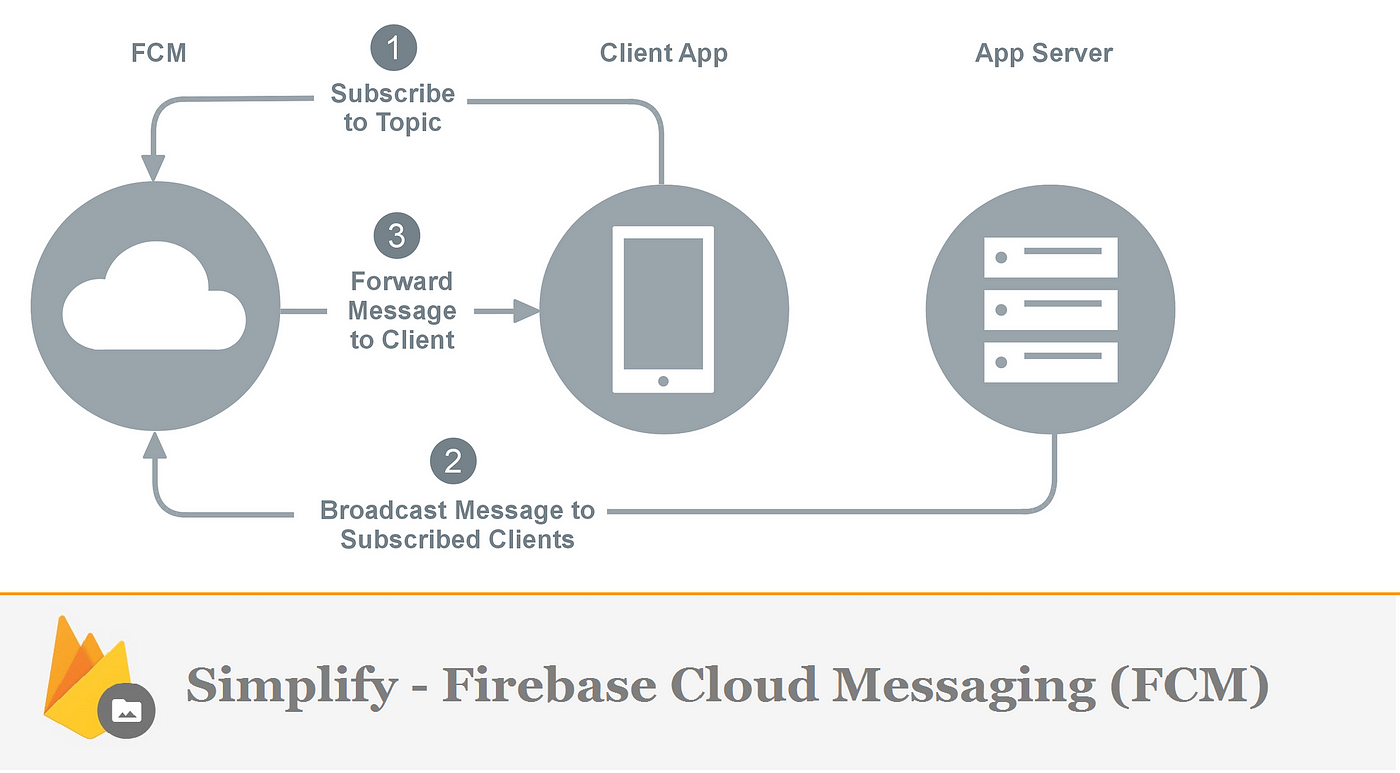 FCM
1
Client App
App Server
Subscribe
to Topic
3
Forward
Message
to Client
2
Broadcast Message to
Subscribed Clients
Simplify - Firebase Cloud Messaging (FCM)